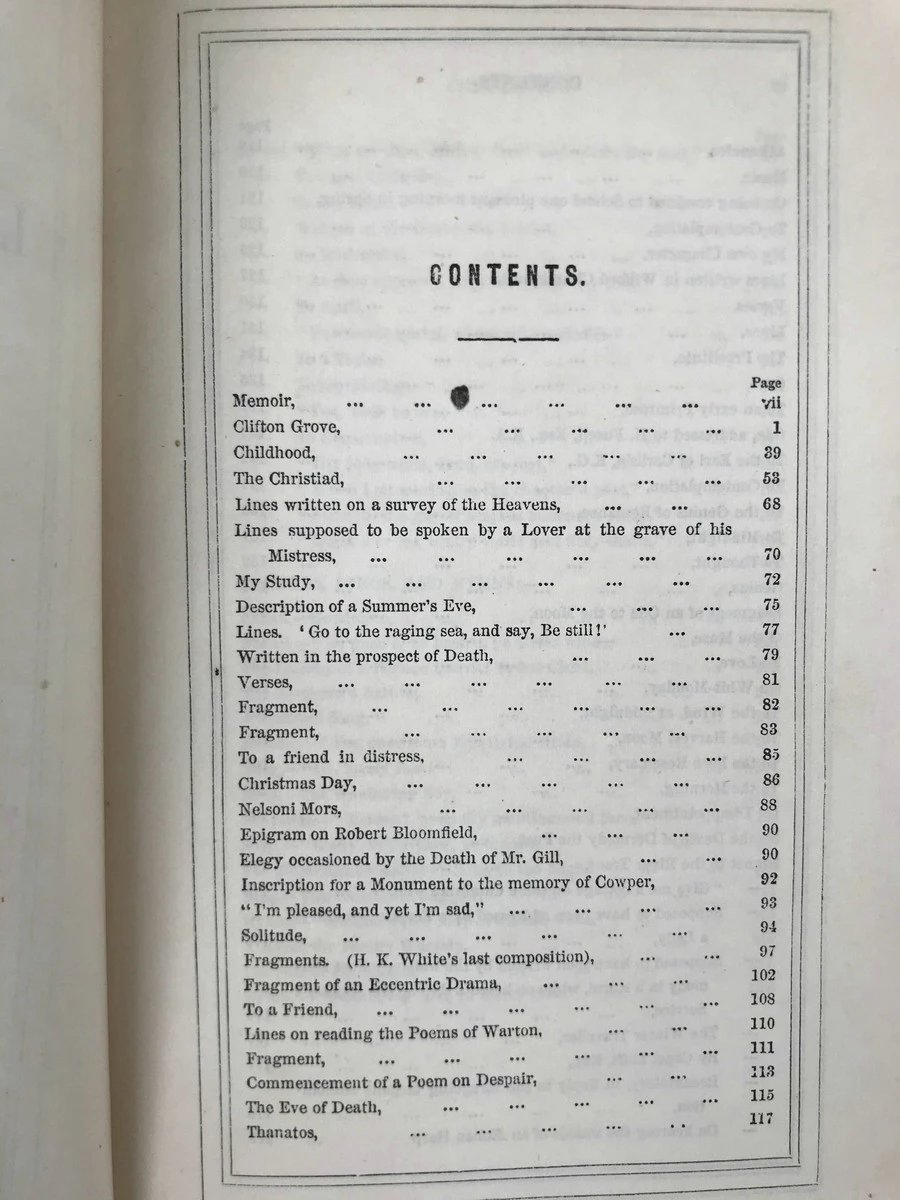 CONTENTS.
Page
Memoir, ... ... ... ... ... ... vii
Clifton Grove, ... ... ... ... ... 1
Childhood, ... ... ... ... ... 39
The Christiad, ... ... ... ... ... 53
Lines written on a survey of the Heavens, ... ... 68
Lines supposed to be spoken by a Lover at the grave of his
Mistress, ... ... ... ... ... ... 70
My Study, ... ... ... ... ... ... 72
Description of a Summer's Eve, ... ... ... 75
Lines. 'Go to the raging sea, and say, Be still!' ... 77
Written in the prospect of Death, ... ... ... 79
Verses, ... ... ... ... ... ... 81
Fragment, ... ... ... ... ... ... 82
Fragment, ... ... ... ... ... 83
To a friend in distress, ... ... ... ... 85
Christmas Day, ... ... ... ... ... 86
Nelsoni Mors, ... ... ... ... ... 88
Epigram on Robert Bloomfield, ... ... ... 90
Elegy occasioned by the Death of Mr. Gill, ... ... 90
Inscription for a Monument to the memory of Cowper, 92
"I'm pleased, and yet I'm sad," ... ... ... ... 93
Solitude, ... ... ... ... ... ... 94
Fragments. (H. K. White's last composition), ... ... 97
Fragment of an Eccentric Drama, ... ... ... 102
To a Friend, ... ... ... ... ... ... 108
Lines on reading the Poems of Warton, ... ... 110
Fragment, ... ... ... ... ... ... 111
Commencement of a Poem on Despair, ... ... 113
The Eve of Death, ... ... ... ... ... 115
Thanatos, ... ... ... ... .. 117